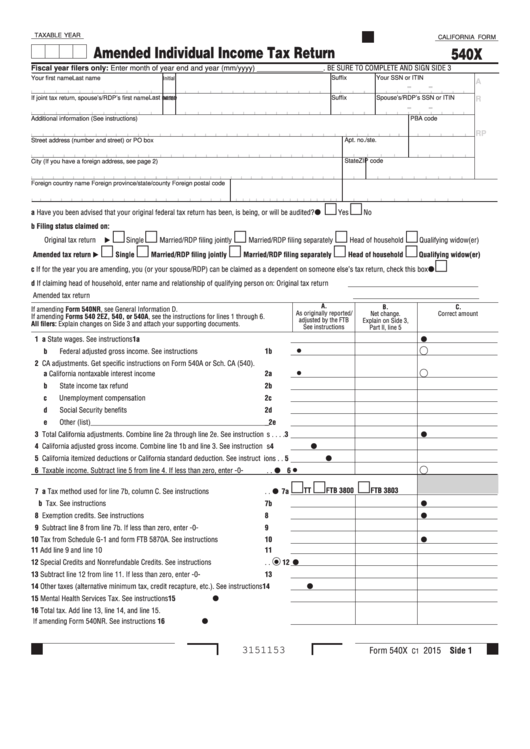 TAXABLE YEAR
CALIFORNIA FORM
Amended Individual Income Tax Return
540X
Fiscal year filers only: Enter month of year end and year (mm/yyyy) ________________. BE SURE TO COMPLETE AND SIGN SIDE 3
Your first name Last name Initial Suffix Your SSN or ITIN
A
If joint tax return, spouse's/RDP's first name Last name Initial Suffix Spouse's/RDP's SSN or ITIN
R
Additional information (See instructions) PBA code
RP
Street address (number and street) or PO box Apt. no./ste.
City (If you have a foreign address, see page 2) State ZIP code
Foreign country name Foreign province/state/county Foreign postal code
a Have you been advised that your original federal tax return has been, is being, or will be audited? Yes No
b Filing status claimed on:
Original tax return Single Married/RDP filing jointly Married/RDP filing separately Head of household Qualifying widow(er)
Amended tax return Single Married/RDP filing jointly Married/RDP filing separately Head of household Qualifying widow(er)
c If for the year you are amending, you (or your spouse/RDP) can be claimed as a dependent on someone else's tax return, check this box
d If claiming head of household, enter name and relationship of qualifying person on: Original tax return
Amended tax return
If amending Form 540NR, see General Information D.
If amending Forms 540 2EZ, 540, or 540A, see the instructions for lines 1 through 6.
All filers: Explain changes on Side 3 and attach your supporting documents.
A.
As originally reported/
adjusted by the FTB
See instructions
B.
Net change.
Explain on Side 3,
Part II, line 5
C.
Correct amount
1 a State wages. See instructions 1a
b Federal adjusted gross income. See instructions 1b
2 CA adjustments. Get specific instructions on Form 540A or Sch. CA (540).
a California nontaxable interest income 2a
b State income tax refund 2b
c Unemployment compensation 2c
d Social Security benefits 2d
e Other (list) 2e
3 Total California adjustments. Combine line 2a through line 2e. See instruction s . . . .3
4 California adjusted gross income. Combine line 1b and line 3. See instruction s4
5 California itemized deductions or California standard deduction. See instruct ions . . 5
6 Taxable income. Subtract line 5 from line 4. If less than zero, enter -0- . . 6
7 a Tax method used for line 7b, column C. See instructions . . 7a TT FTB 3800 FTB 3803
b Tax. See instructions 7b
8 Exemption credits. See instructions 8
9 Subtract line 8 from line 7b. If less than zero, enter -0- 9
10 Tax from Schedule G-1 and form FTB 5870A. See instructions 10
11 Add line 9 and line 10 11
12 Special Credits and Nonrefundable Credits. See instructions . . 12
13 Subtract line 12 from line 11. If less than zero, enter -0- 13
14 Other taxes (alternative minimum tax, credit recapture, etc.). See instructions 14
15 Mental Health Services Tax. See instructions 15
16 Total tax. Add line 13, line 14, and line 15.
If amending Form 540NR. See instructions 16
3151153
Form 540X C1 2015 Side 1